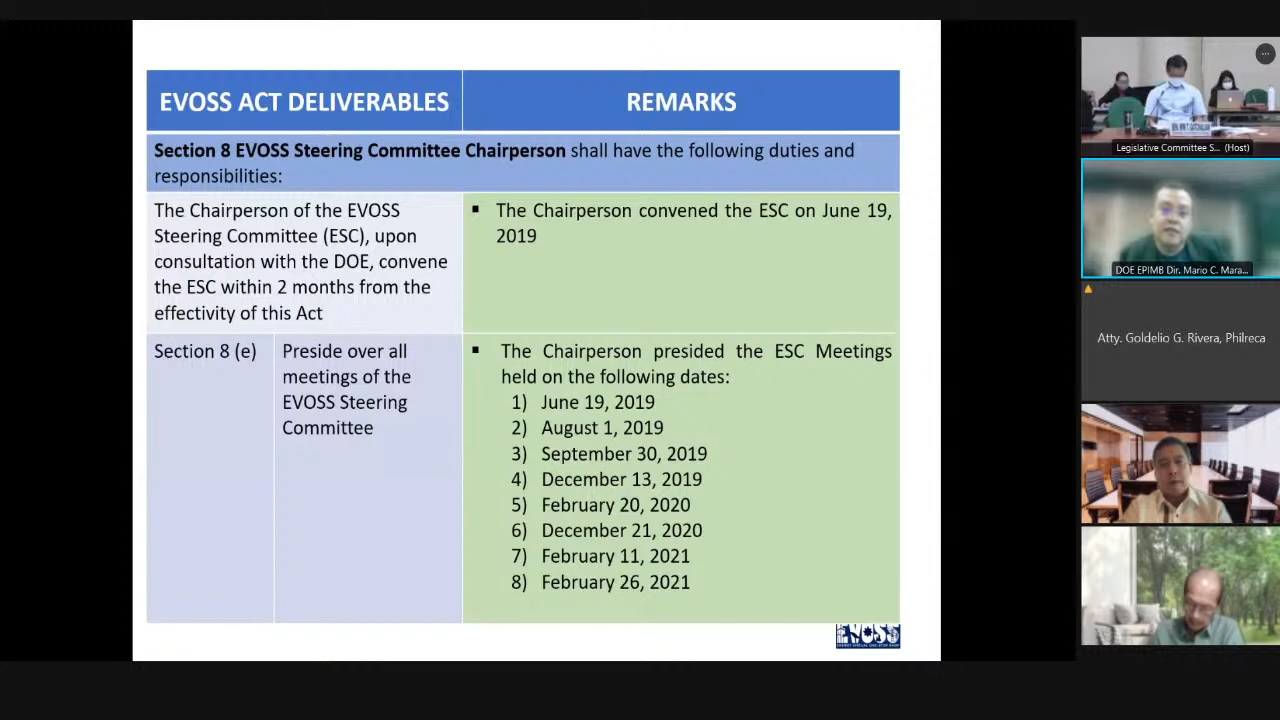 EVOSS ACT DELIVERABLES
REMARKS
Section 8 EVOSS Steering Committee Chairperson shall have the following duties and
responsibilities:
The Chairperson of the EVOSS
Steering Committee (ESC), upon
consultation with the DOE, convene
the ESC within 2 months from the
effectivity of this Act
▪ The Chairperson convened the ESC on June 19,
2019
Section 8 (e)
Preside over all
meetings of the
EVOSS Steering
Committee
▪ The Chairperson presided the ESC Meetings
held on the following dates:
1) June 19, 2019
2) August 1, 2019
3) September 30, 2019
4) December 13, 2019
5) February 20, 2020
6) December 21, 2020
7) February 11, 2021
8) February 26, 2021
EVOSS
ENERGY VIRTUAL ONE STOP SHOP
Legislative Committee S... (Host)
DOE EPIMB Dir. Mario C. Mara...
Atty. Goldelio G. Rivera, Philreca